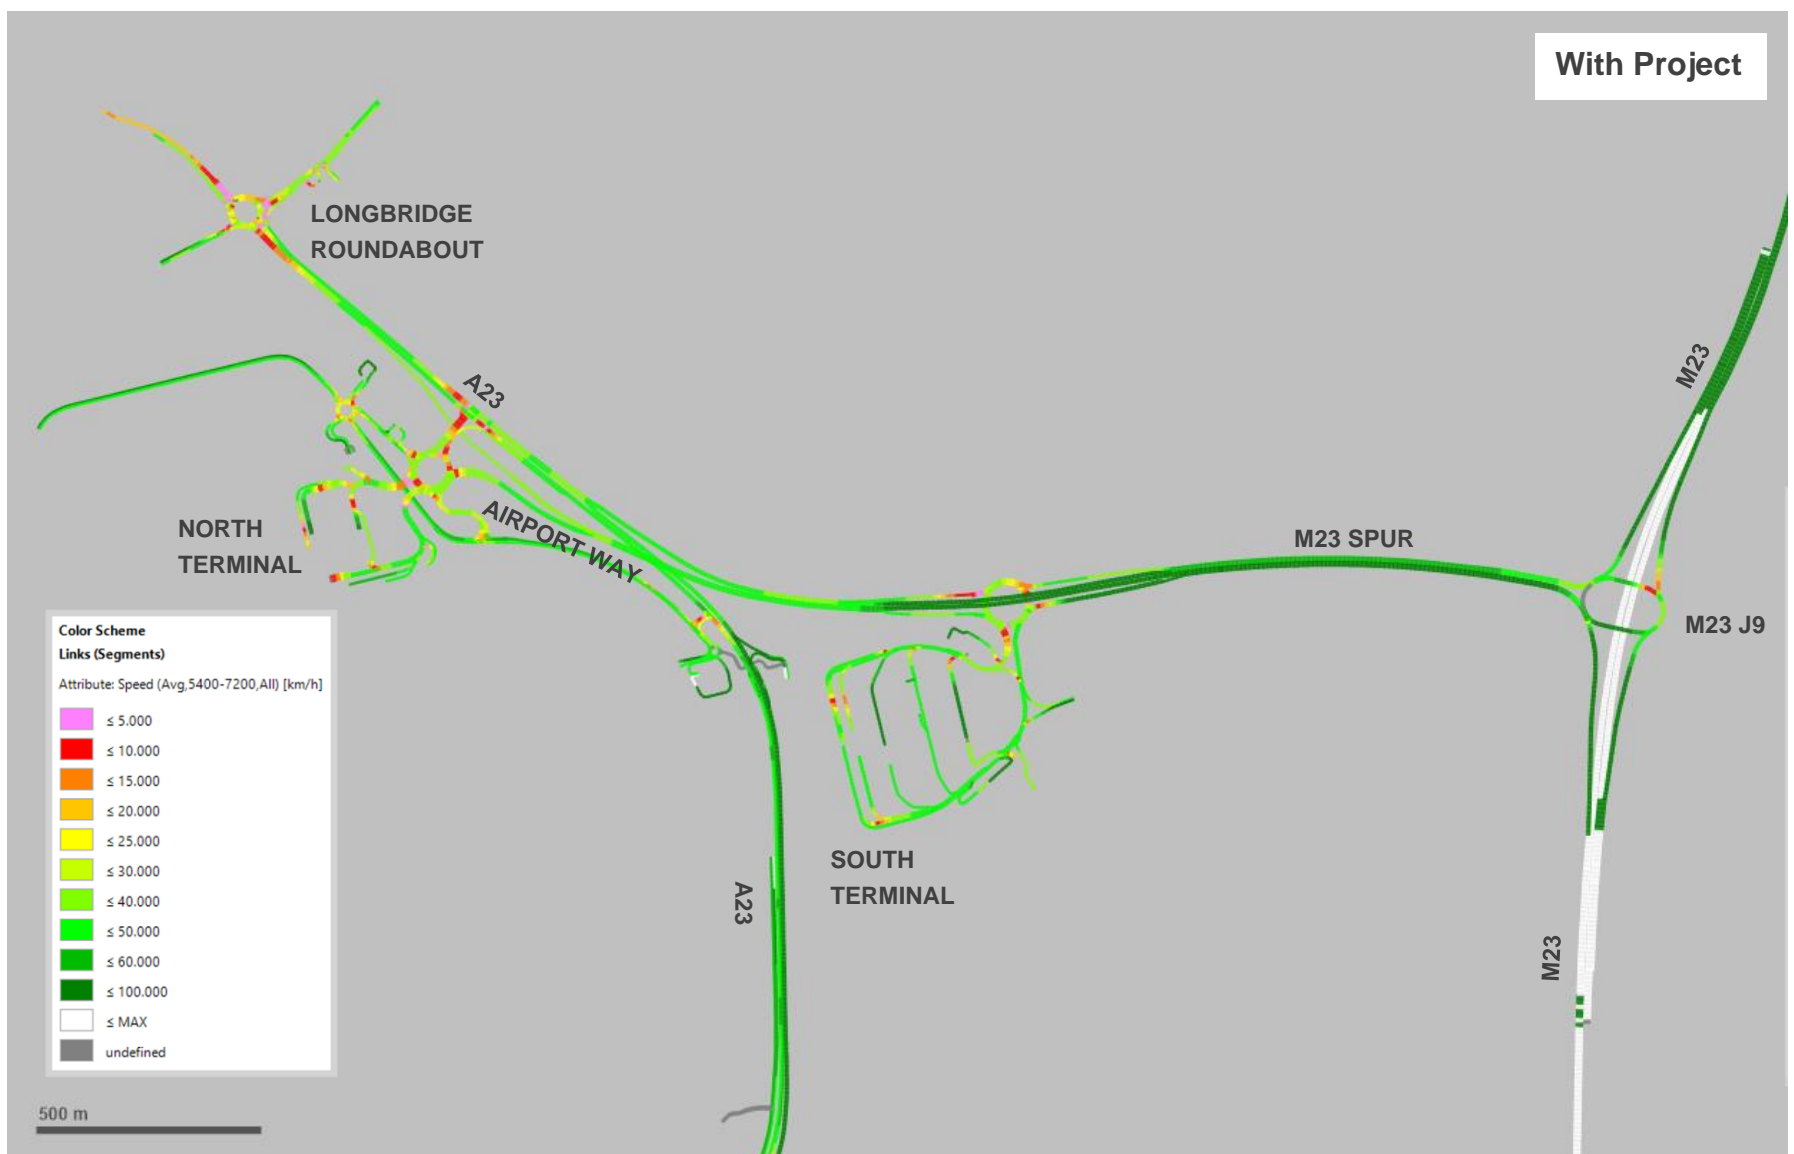 With Project
LONGBRIDGE
ROUNDABOUT
A23
M23
NORTH
TERMINAL
AIRPORT WAY
M23 SPUR
M23 J9
Color Scheme
Links (Segments)
Attribute: Speed (Avg,5400-7200,All) [km/h]
≤ 5.000
≤ 10.000
≤ 15.000
≤ 20.000
≤ 25.000
≤ 30.000
≤ 40.000
≤ 50.000
≤ 60.000
≤ 100.000
≤ MAX
undefined
SOUTH
TERMINAL
A23
M23
500 m